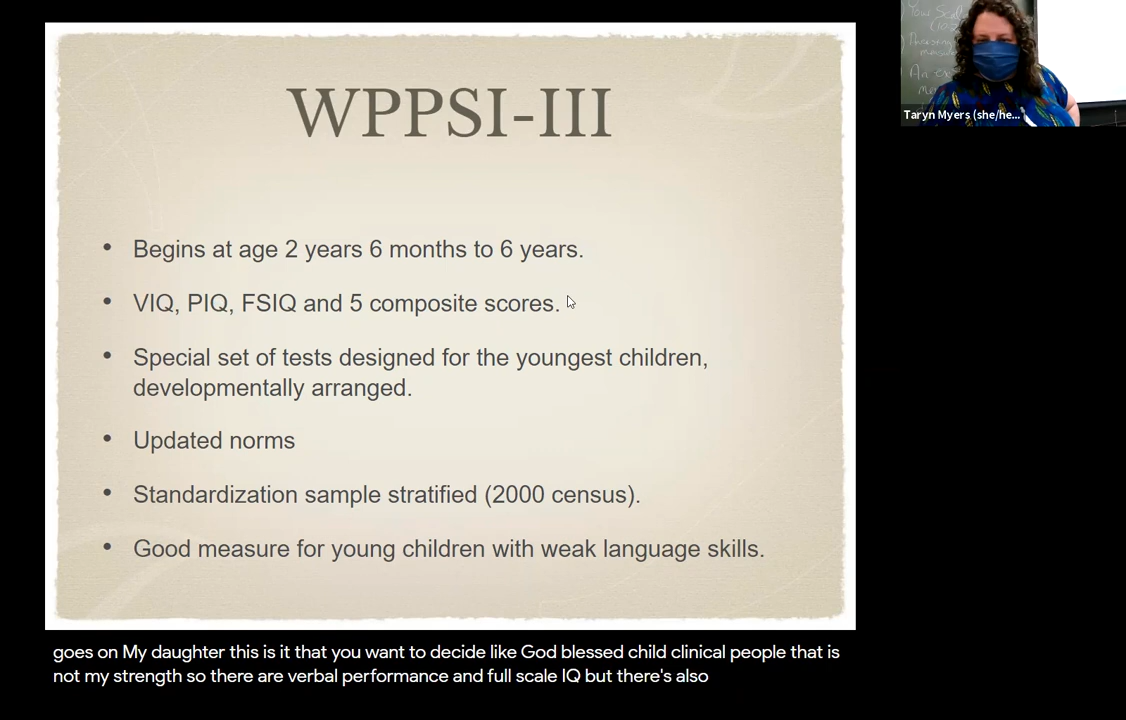 WPPSI-III
• Begins at age 2 years 6 months to 6 years.
• VIQ, PIQ, FSIQ and 5 composite scores.
• Special set of tests designed for the youngest children,
developmentally arranged.
• Updated norms
• Standardization sample stratified (2000 census).
• Good measure for young children with weak language skills.
Taryn Myers (she/he...
goes on My daughter this is it that you want to decide like God blessed child clinical people that is
not my strength so there are verbal performance and full scale IQ but there's also